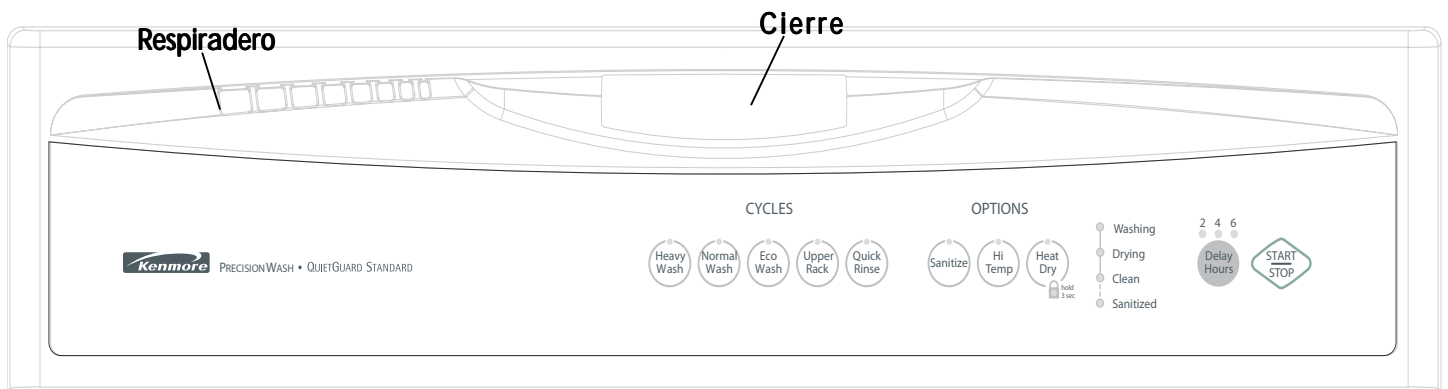 Cierre
Respiradero
CYCLES
OPTIONS
Heavy
Wash
Normal
Wash
Eco
Wash
Upper
Rack
Quick
Rinse
Sanitize
Hi
Temp
Heat
Dry
hold
3 sec
Washing
Drying
Clean
Sanitized
2 4 6
Delay
Hours
START
STOP
Kenmore PRECISIONWASH • QUIETGUARD STANDARD